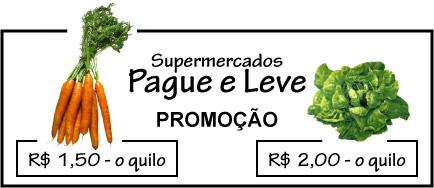 Supermercados
Pague e Leve
PROMOÇÃO
R$ 1,50 - o quilo
R$ 2,00 - o quilo